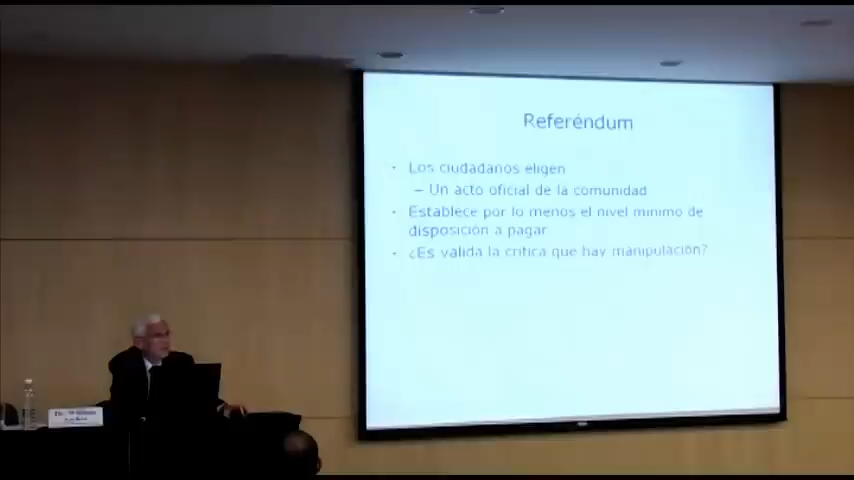 Referéndum
· Los ciudadanos eligen
– Un acto oficial de la comunidad
· Establece por lo menos el nivel minimo de
disposición a pagar
· ¿Es valida la critica que hay manipulación?